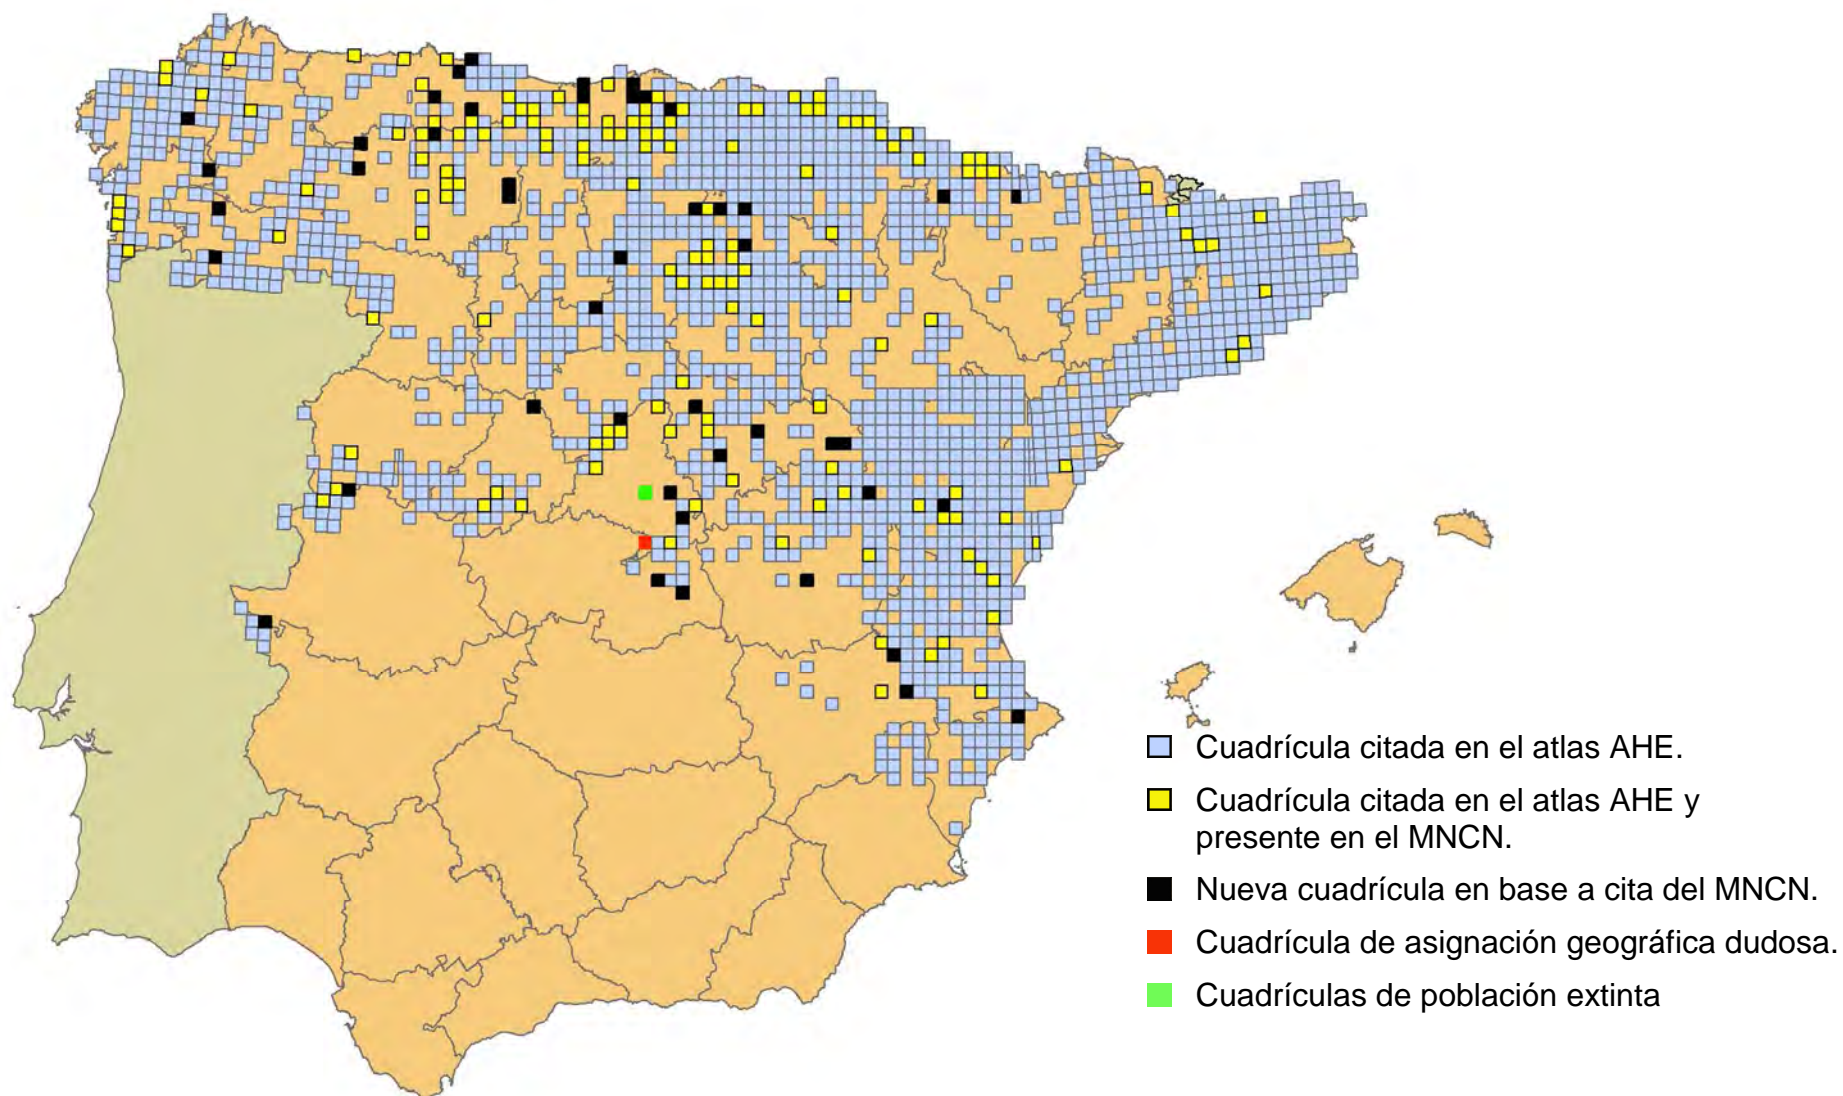 Cuadrícula citada en el atlas AHE.
Cuadrícula citada en el atlas AHE y
presente en el MNCN.
Nueva cuadrícula en base a cita del MNCN.
Cuadrícula de asignación geográfica dudosa.
Cuadrículas de población extinta